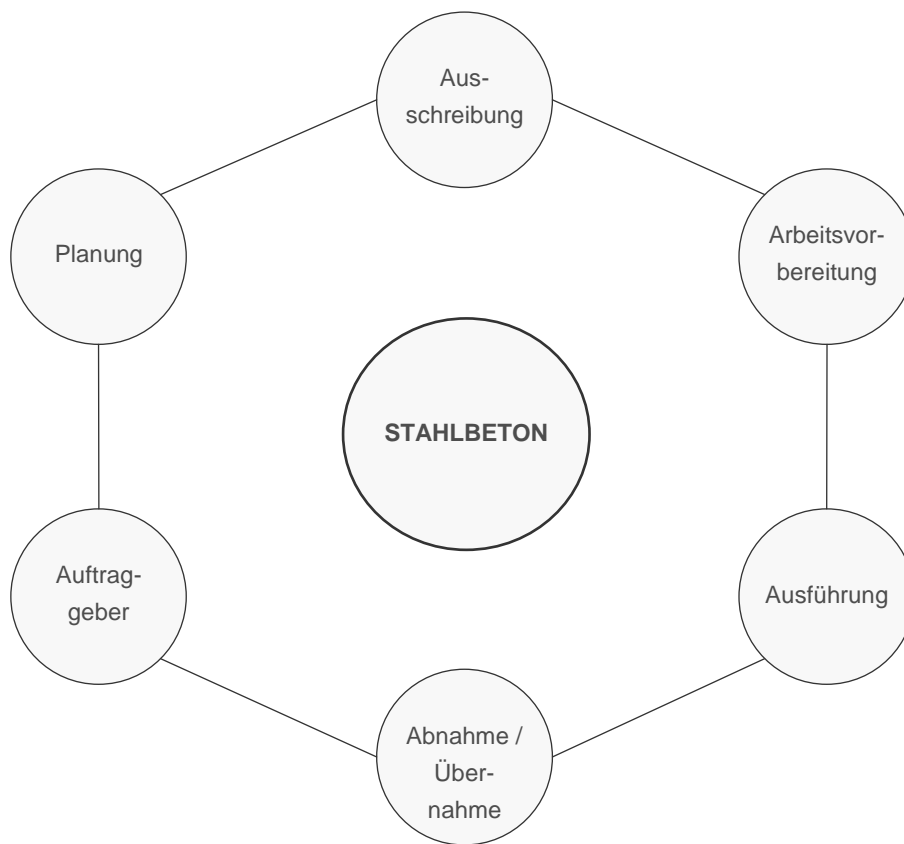 Aus-
schreibung
Planung
Arbeitsvor-
bereitung
STAHLBETON
Auftrag-
geber
Ausführung
Abnahme /
Über-
nahme